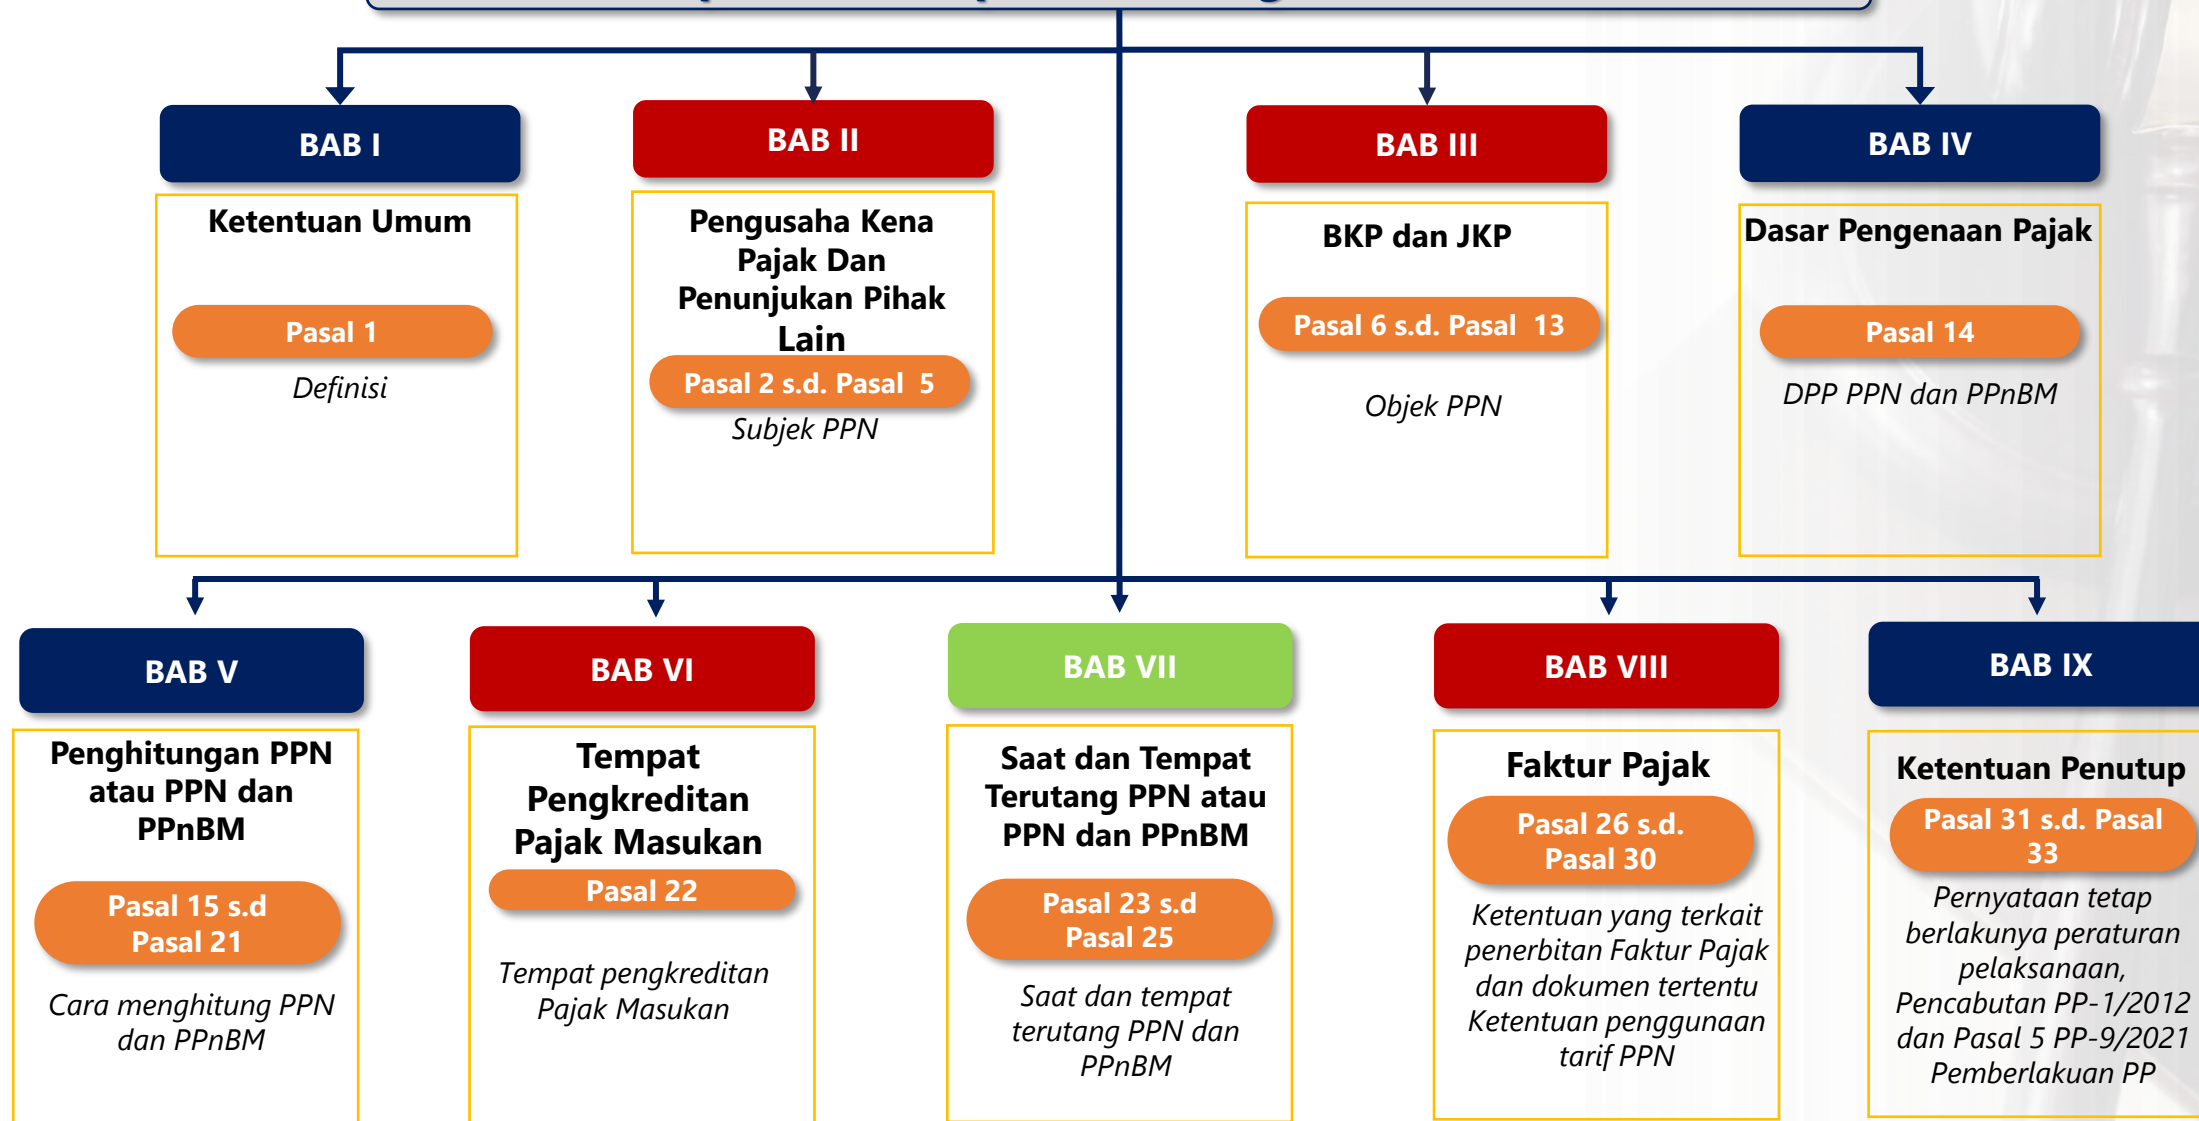 BAB I
BAB II
BAB III
BAB IV
Ketentuan Umum
Pasal 1
Definisi
Pengusaha Kena
Pajak Dan
Penunjukan Pihak
Lain
Pasal 2 s.d. Pasal 5
Subjek PPN
BKP dan JKP
Pasal 6 s.d. Pasal 13
Objek PPN
Dasar Pengenaan Pajak
Pasal 14
DPP PPN dan PPnBM
BAB V
BAB VI
BAB VII
BAB VIII
BAB IX
Penghitungan PPN
atau PPN dan
PPnBM
Pasal 15 s.d
Pasal 21
Cara menghitung PPN
dan PPnBM
Tempat
Pengkreditan
Pajak Masukan
Pasal 22
Tempat pengkreditan
Pajak Masukan
Saat dan Tempat
Terutang PPN atau
PPN dan PPnBM
Pasal 23 s.d
Pasal 25
Saat dan tempat
terutang PPN dan
PPnBM
Faktur Pajak
Pasal 26 s.d.
Pasal 30
Ketentuan yang terkait
penerbitan Faktur Pajak
dan dokumen tertentu
Ketentuan penggunaan
tarif PPN
Ketentuan Penutup
Pasal 31 s.d. Pasal
33
Pernyataan tetap
berlakunya peraturan
pelaksanaan,
Pencabutan PP-1/2012
dan Pasal 5 PP-9/2021
Pemberlakuan PP